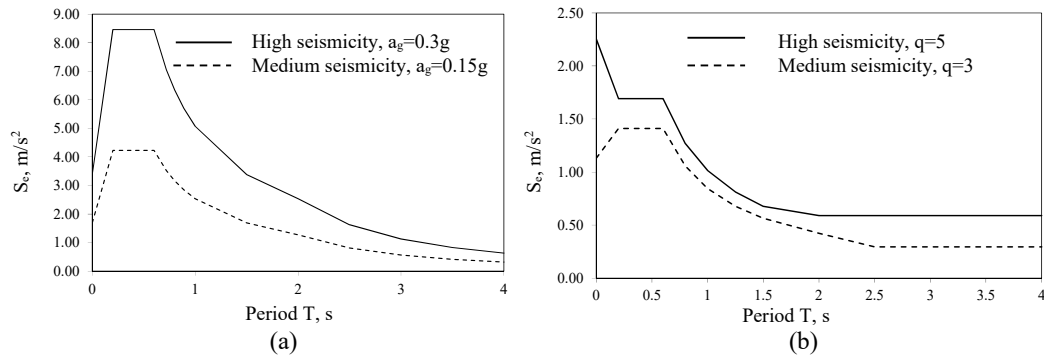 9.00
8.00
7.00
6.00
5.00
4.00
3.00
2.00
1.00
0.00
Sₑ, m/s²
High seismicity, a_g=0.3g
Medium seismicity, a_g=0.15g
0 1 2 3 4
Period T, s
(a)
2.50
2.00
1.50
1.00
0.50
0.00
Sₑ, m/s²
High seismicity, q=5
Medium seismicity, q=3
0 0.5 1 1.5 2 2.5 3 3.5 4
Period T, s
(b)